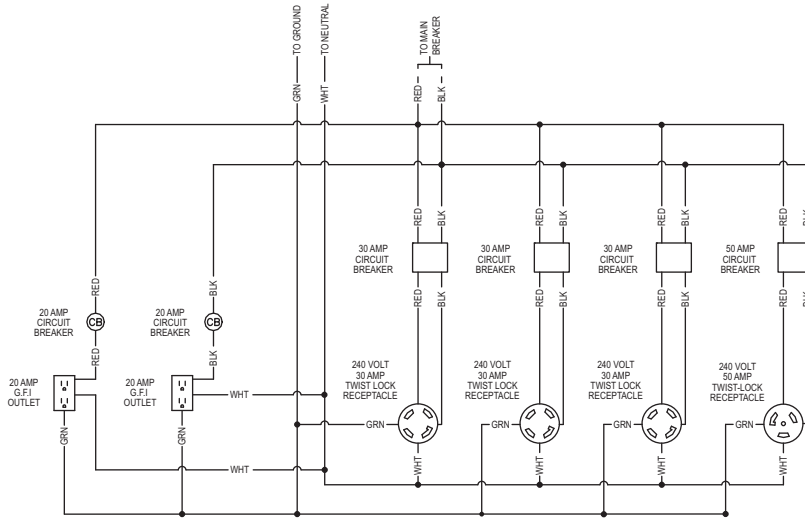 TO GROUND
TO NEUTRAL
TO MAIN
BREAKER
GRN
WHT
RED
BLK
RED
BLK
RED
BLK
RED
BLK
RED
BLK
30 AMP
CIRCUIT
BREAKER
30 AMP
CIRCUIT
BREAKER
30 AMP
CIRCUIT
BREAKER
50 AMP
CIRCUIT
BREAKER
RED
BLK
RED
BLK
RED
BLK
RED
BLK
RED
BLK
20 AMP
CIRCUIT
BREAKER
CB
20 AMP
CIRCUIT
BREAKER
CB
RED
BLK
20 AMP
G.F.I
OUTLET
20 AMP
G.F.I
OUTLET
240 VOLT
30 AMP
TWIST LOCK
RECEPTACLE
240 VOLT
30 AMP
TWIST LOCK
RECEPTACLE
240 VOLT
30 AMP
TWIST LOCK
RECEPTACLE
240 VOLT
50 AMP
TWIST-LOCK
RECEPTACLE
WHT
GRN
GRN
GRN
GRN
GRN
GRN
WHT
WHT
WHT
WHT
WHT